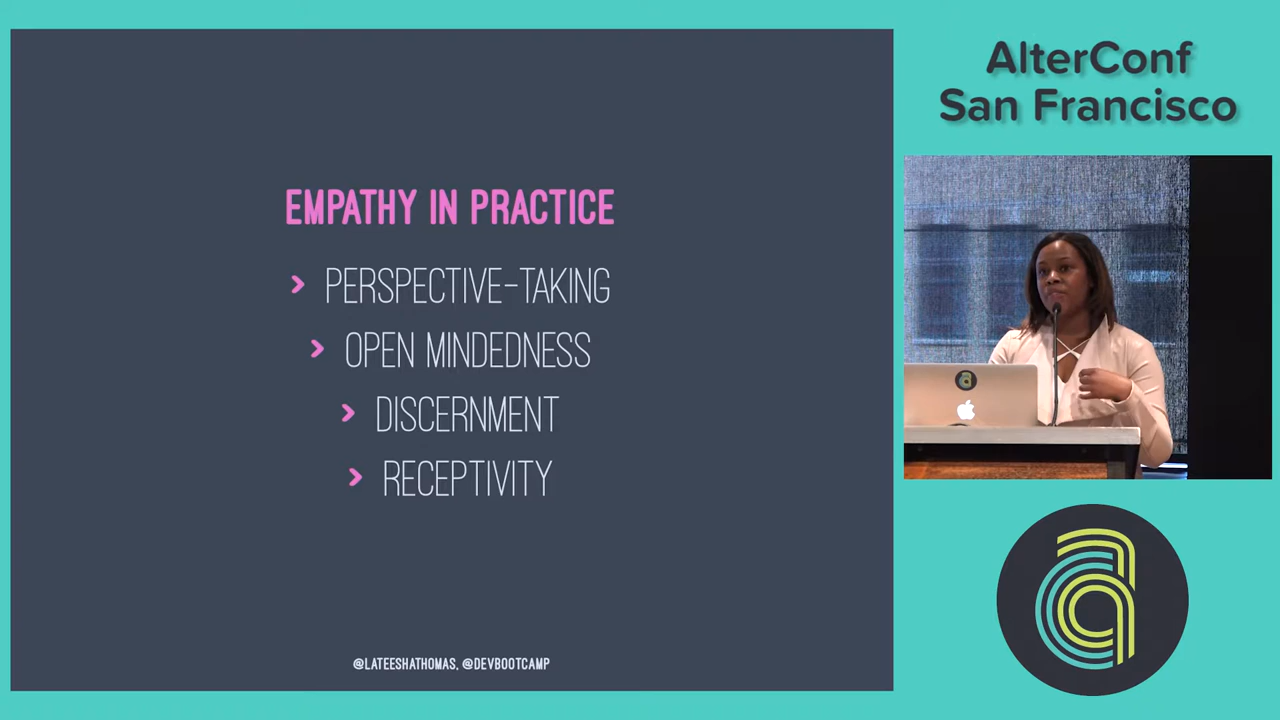 AlterConf
San Francisco
EMPATHY IN PRACTICE
> PERSPECTIVE-TAKING
> OPEN MINDEDNESS
> DISCERNMENT
> RECEPTIVITY
@LATEESHATHOMAS, @DEVBOOTCAMP